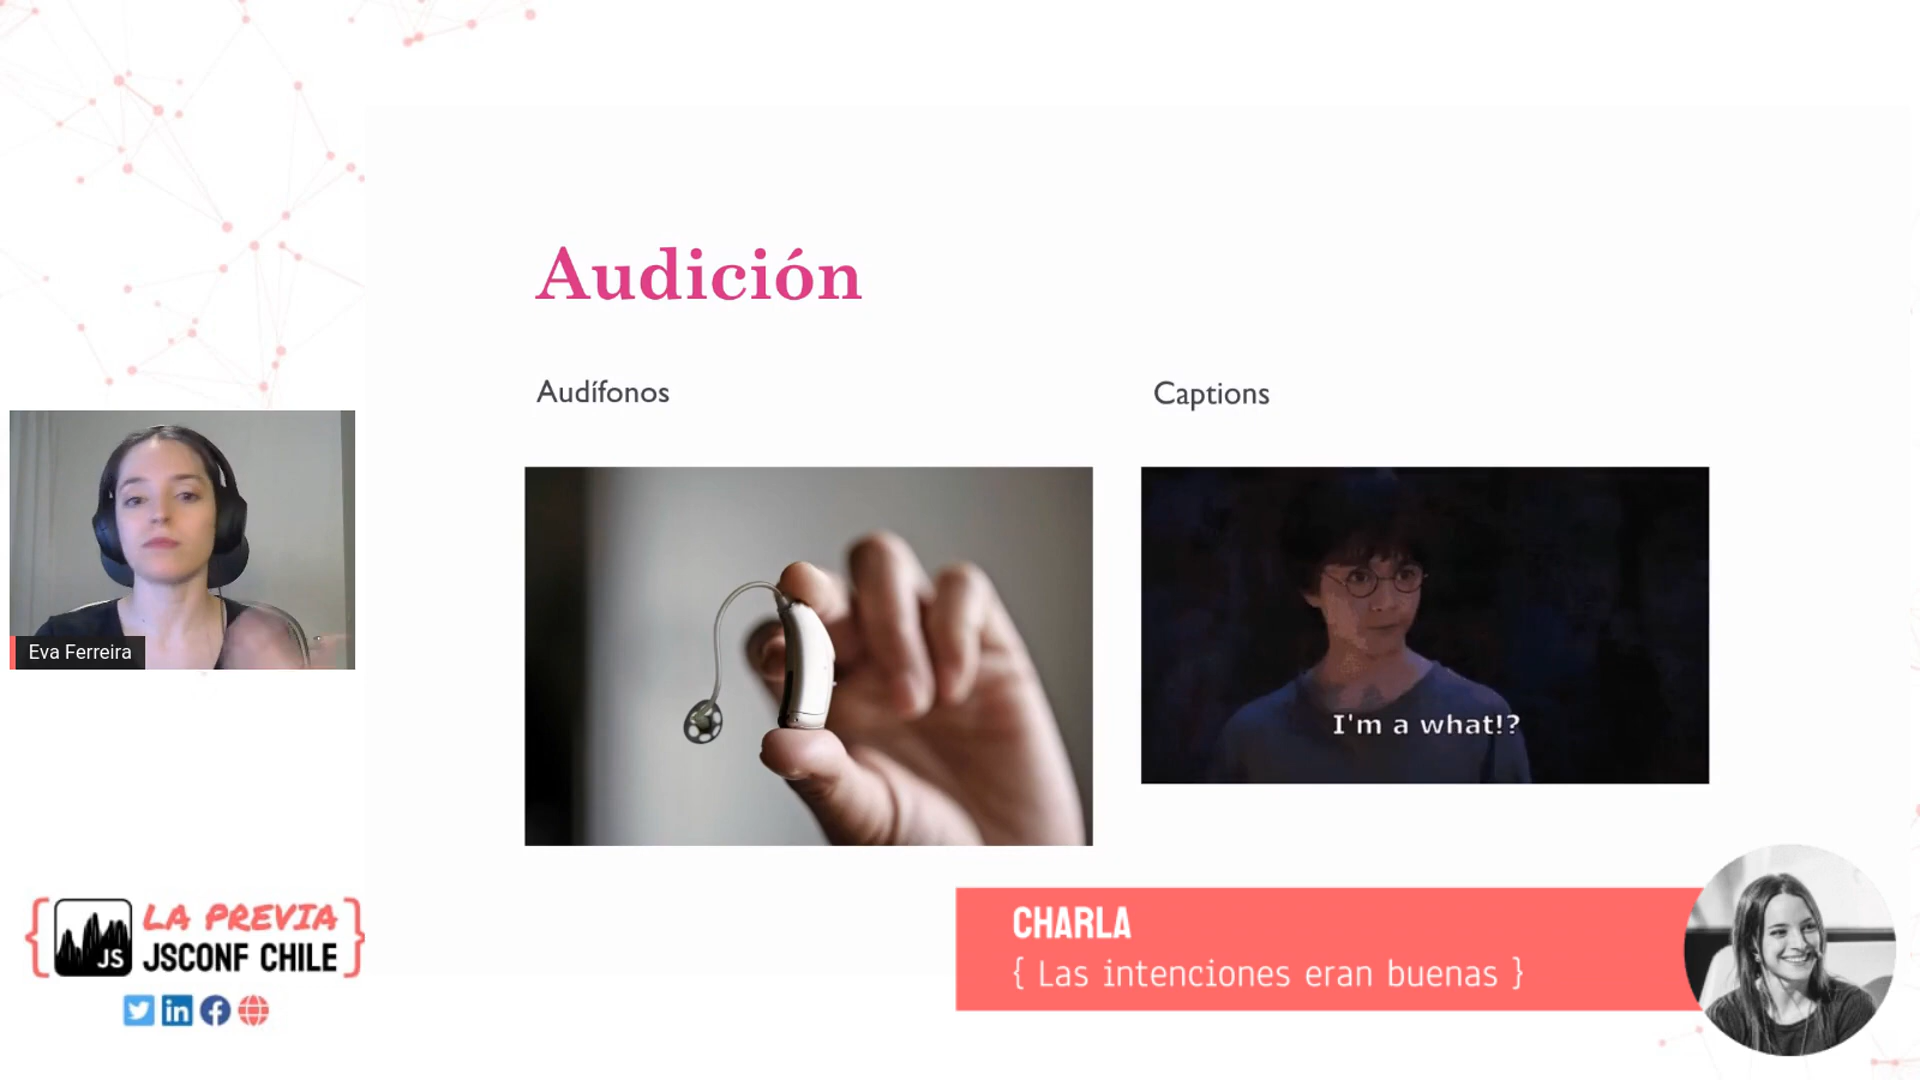 Audición
Audífonos
Captions
I'm a what!?
Eva Ferreira
LA PREVIA
JS
JSCONF CHILE
CHARLA
{ Las intenciones eran buenas }